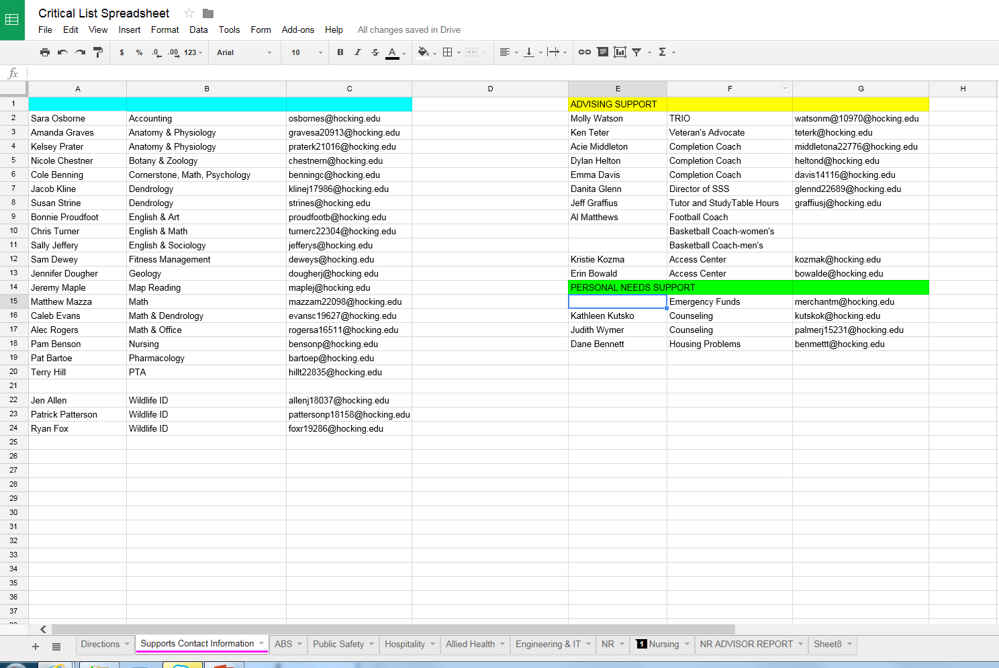 Critical List Spreadsheet
File Edit View Insert Format Data Tools Form Add-ons Help All changes saved in Drive
$ % .0 .00 123 Arial 10 B I S A Σ
fx
A B C D E F G H
1 ADVISING SUPPORT
2 Sara Osborne Accounting osbornes@hocking.edu Molly Watson TRIO watsonm@10970@hocking.edu
3 Amanda Graves Anatomy & Physiology gravesa20913@hocking.edu Ken Teter Veteran's Advocate teterk@hocking.edu
4 Kelsey Prater Anatomy & Physiology praterk21016@hocking.edu Acie Middleton Completion Coach middletona22776@hocking.edu
5 Nicole Chestner Botany & Zoology chestnern@hocking.edu Dylan Helton Completion Coach heltond@hocking.edu
6 Cole Benning Cornerstone, Math, Psychology benningc@hocking.edu Emma Davis Completion Coach davis14116@hocking.edu
7 Jacob Kline Dendrology klinej17986@hocking.edu Danita Glenn Director of SSS glennd22689@hocking.edu
8 Susan Strine Dendrology strines@hocking.edu Jeff Graffius Tutor and StudyTable Hours graffiusj@hocking.edu
9 Bonnie Proudfoot English & Art proudfootb@hocking.edu Al Matthews Football Coach
10 Chris Turner English & Math turnerc22304@hocking.edu Basketball Coach-women's
11 Sally Jeffery English & Sociology jefferys@hocking.edu Basketball Coach-men's
12 Sam Dewey Fitness Management deweys@hocking.edu Kristie Kozma Access Center kozmak@hocking.edu
13 Jennifer Dougher Geology dougherj@hocking.edu Erin Bowald Access Center bowalde@hocking.edu
14 Jeremy Maple Map Reading maplej@hocking.edu PERSONAL NEEDS SUPPORT
15 Matthew Mazza Math mazzam22098@hocking.edu Emergency Funds merchantm@hocking.edu
16 Caleb Evans Math & Dendrology evansc19627@hocking.edu Kathleen Kutsko Counseling kutskok@hocking.edu
17 Alec Rogers Math & Office rogersa16511@hocking.edu Judith Wymer Counseling palmerj15231@hocking.edu
18 Pam Benson Nursing bensonp@hocking.edu Dane Bennett Housing Problems benmettt@hocking.edu
19 Pat Bartoe Pharmacology bartoep@hocking.edu
20 Terry Hill PTA hillt22835@hocking.edu
21
22 Jen Allen Wildlife ID allenj18037@hocking.edu
23 Patrick Patterson Wildlife ID pattersonp18158@hocking.edu
24 Ryan Fox Wildlife ID foxr19286@hocking.edu
25
26
27
28
29
30
31
32
33
34
35
36
37
Directions Supports Contact Information ABS Public Safety Hospitality Allied Health Engineering & IT NR 1 Nursing NR ADVISOR REPORT Sheet8